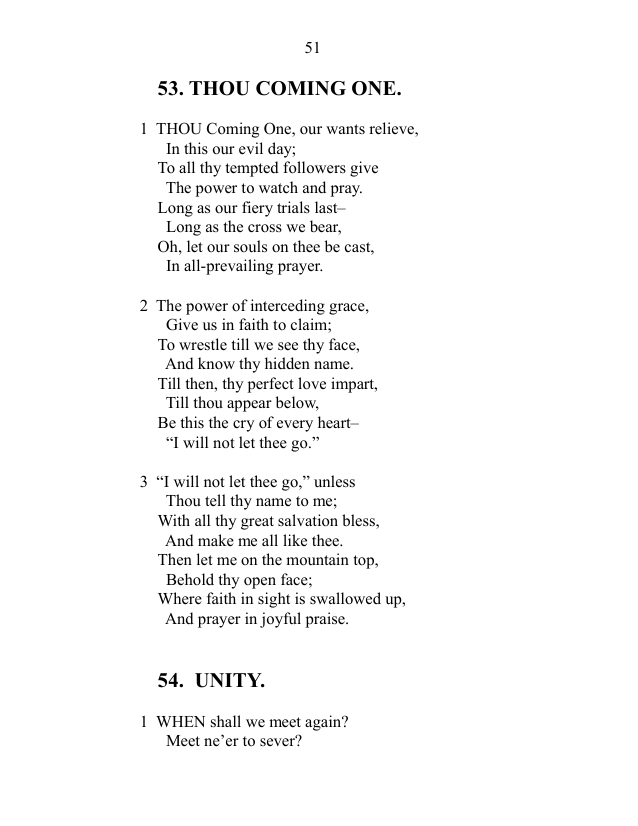 51
53. THOU COMING ONE.
1 THOU Coming One, our wants relieve,
In this our evil day;
To all thy tempted followers give
The power to watch and pray.
Long as our fiery trials last–
Long as the cross we bear,
Oh, let our souls on thee be cast,
In all-prevailing prayer.
2 The power of interceding grace,
Give us in faith to claim;
To wrestle till we see thy face,
And know thy hidden name.
Till then, thy perfect love impart,
Till thou appear below,
Be this the cry of every heart–
“I will not let thee go.”
3 “I will not let thee go,” unless
Thou tell thy name to me;
With all thy great salvation bless,
And make me all like thee.
Then let me on the mountain top,
Behold thy open face;
Where faith in sight is swallowed up,
And prayer in joyful praise.
54. UNITY.
1 WHEN shall we meet again?
Meet ne’er to sever?